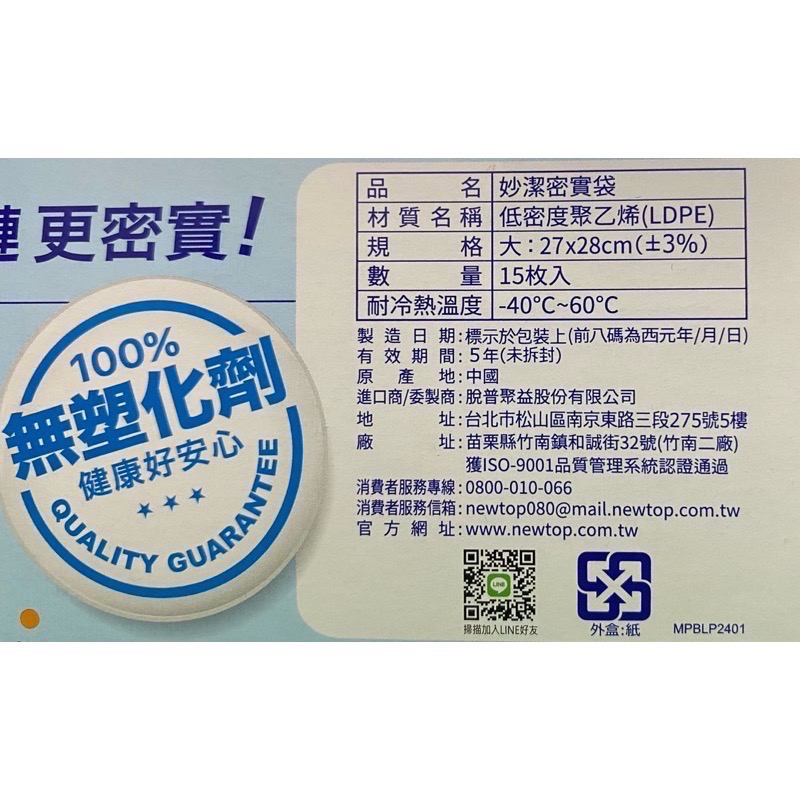 更密實!
100%
無塑化劑
健康好安心
QUALITY GUARANTEE
品名 妙潔密實袋
材質名稱 低密度聚乙烯(LDPE)
規格 大:27x28cm(±3%)
數量 15枚入
耐冷熱溫度 -40°C~60°C
製造日期:標示於包裝上(前八碼為西元年/月/日)
有效期間:5年(未拆封)
原產地:中國
進口商/委製商:脫普聚益股份有限公司
地址:台北市松山區南京東路三段275號5樓
廠址:苗栗縣竹南鎮和誠街32號(竹南二廠)
獲ISO-9001品質管理系統認證通過
消費者服務專線:0800-010-066
消費者服務信箱:newtop080@mail.newtop.com.tw
官方網址:www.newtop.com.tw
LINE
掃描加入LINE好友
外盒:紙
MPBLP2401